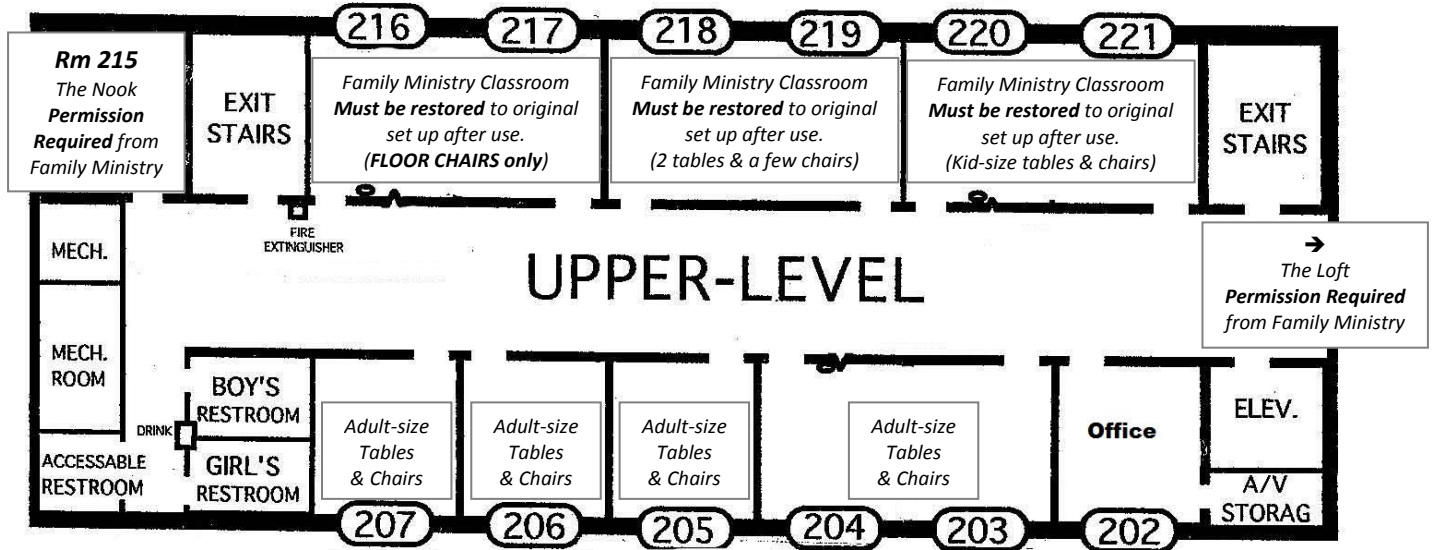 216 217 218 219 220 221
Rm 215
The Nook
Permission
Required from
Family Ministry
EXIT
STAIRS
Family Ministry Classroom
Must be restored to original
set up after use.
(FLOOR CHAIRS only)
Family Ministry Classroom
Must be restored to original
set up after use.
(2 tables & a few chairs)
Family Ministry Classroom
Must be restored to original
set up after use.
(Kid-size tables & chairs)
EXIT
STAIRS
FIRE
EXTINGUISHER
MECH.
UPPER-LEVEL
➔
The Loft
Permission Required
from Family Ministry
MECH.
ROOM
BOY'S
RESTROOM
DRINK
ACCESSABLE
RESTROOM
GIRL'S
RESTROOM
Adult-size
Tables
& Chairs
Adult-size
Tables
& Chairs
Adult-size
Tables
& Chairs
Adult-size
Tables
& Chairs
Office
ELEV.
A/V
STORAG
207 206 205 204 203 202